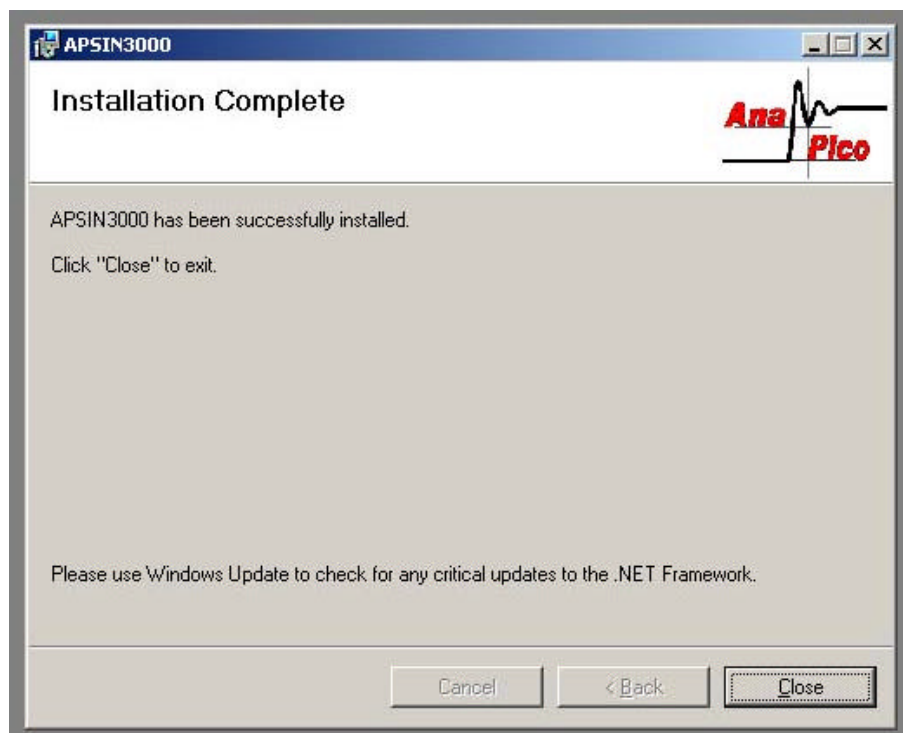 APSIN3000
Installation Complete
Ana
Pico
APSIN3000 has been successfully installed.
Click "Close" to exit.
Please use Windows Update to check for any critical updates to the .NET Framework.
Cancel
< Back
Close